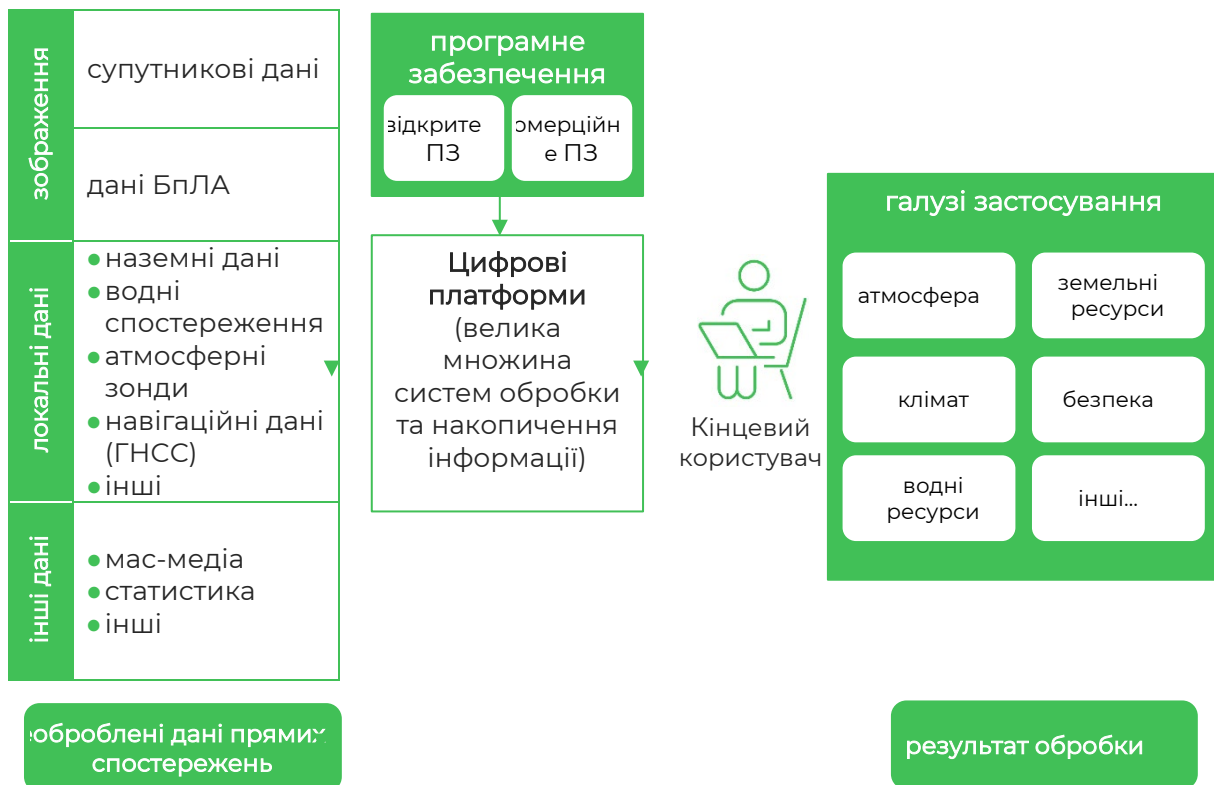 зображення
супутникові дані
дані БпЛА
локальні дані
наземні дані
водні
спостереження
атмосферні
зонди
навігаційні дані
(ГНСС)
інші
інші дані
мас-медіа
статистика
інші
програмне
забезпечення
відкрите
ПЗ
омерційн
е ПЗ
Цифрові
платформи
(велика
множина
систем обробки
та накопичення
інформації)
Кінцевий
користувач
галузі застосування
атмосфера
земельні
ресурси
клімат
безпека
водні
ресурси
інші...
еоброблені дані прямих
спостережень
результат обробки